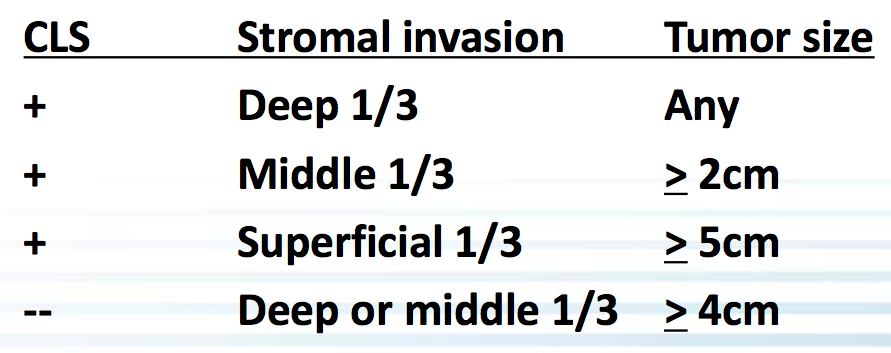 CLS Stromal invasion Tumor size
+ Deep 1/3 Any
+ Middle 1/3 ≥ 2cm
+ Superficial 1/3 ≥ 5cm
-- Deep or middle 1/3 ≥ 4cm